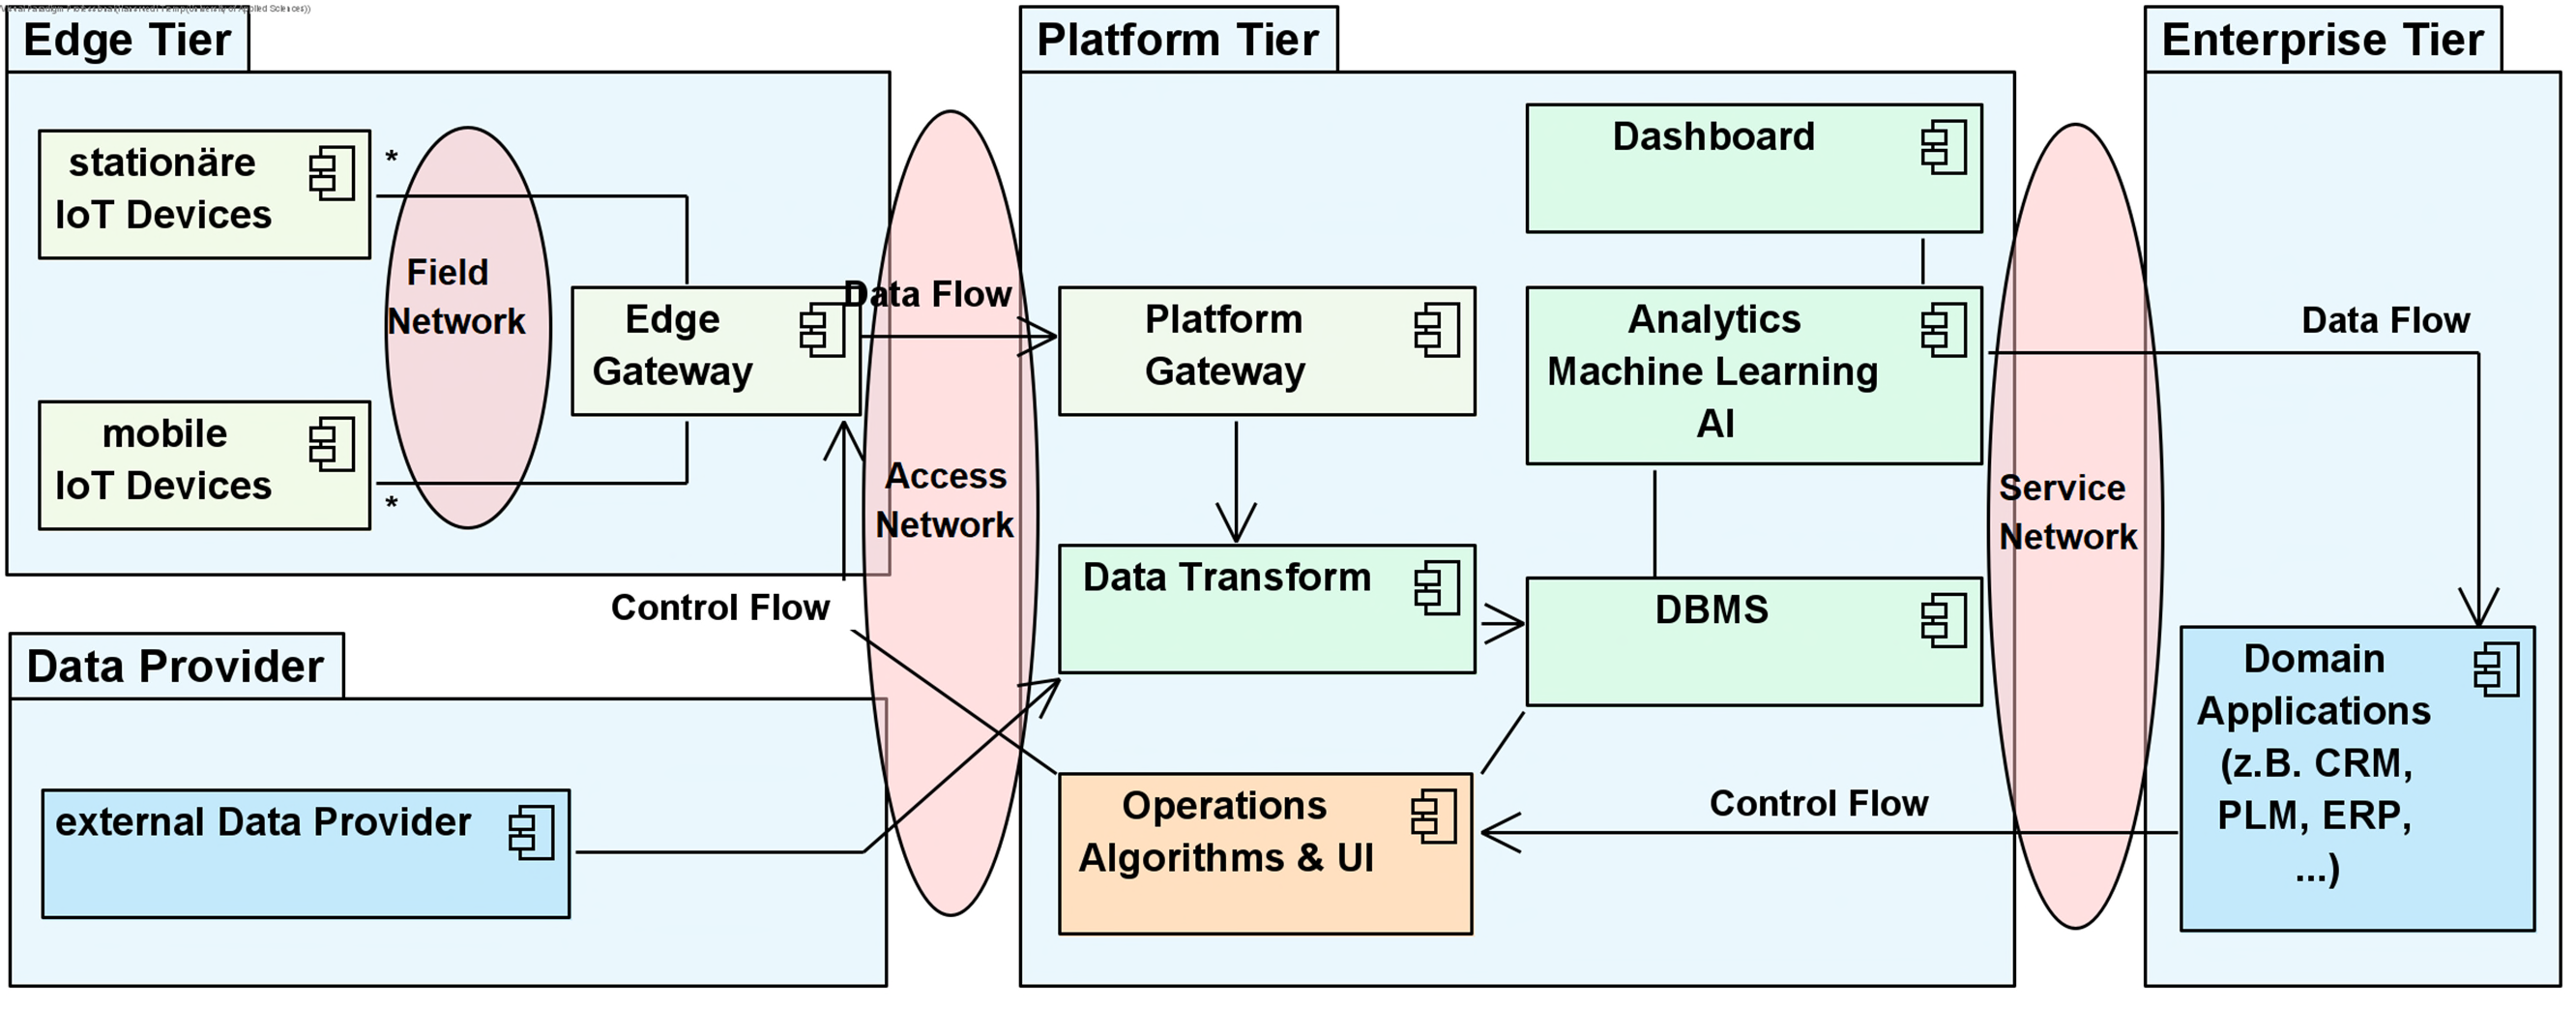 Edge Tier
stationäre
IoT Devices
*
Field
Network
mobile
IoT Devices
*
Edge
Gateway
Data Flow
Access
Network
Control Flow
Data Provider
external Data Provider
Platform Tier
Platform
Gateway
Data Transform
Operations
Algorithms & UI
Dashboard
Analytics
Machine Learning
AI
DBMS
Control Flow
Service
Network
Enterprise Tier
Data Flow
Domain
Applications
(z.B. CRM,
PLM, ERP,
...)